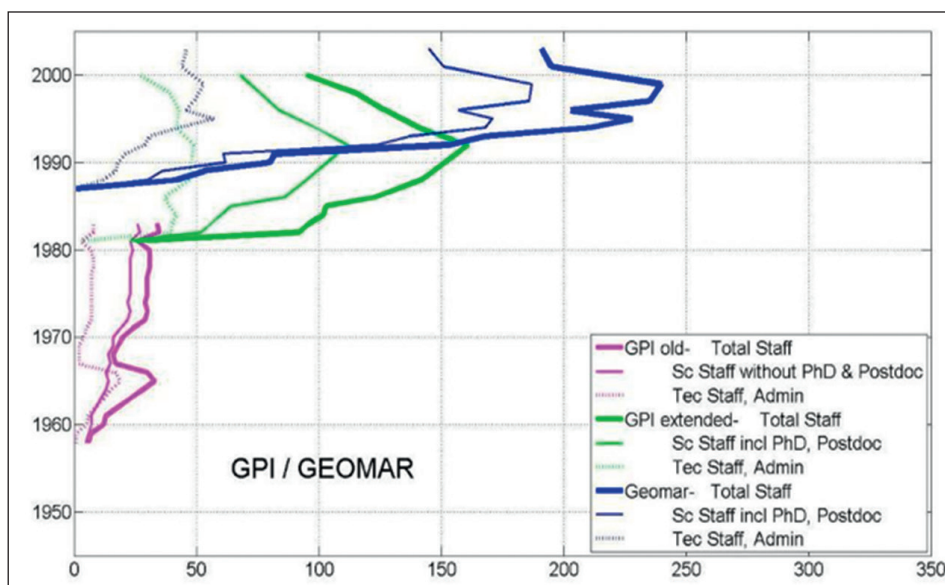 2000
1990
1980
1970
1960
1950
0 50 100 150 200 250 300 350
GPI / GEOMAR
GPI old- Total Staff
Sc Staff without PhD & Postdoc
Tec Staff, Admin
GPI extended- Total Staff
Sc Staff incl PhD, Postdoc
Tec Staff, Admin
Geomar- Total Staff
Sc Staff incl PhD, Postdoc
Tec Staff, Admin